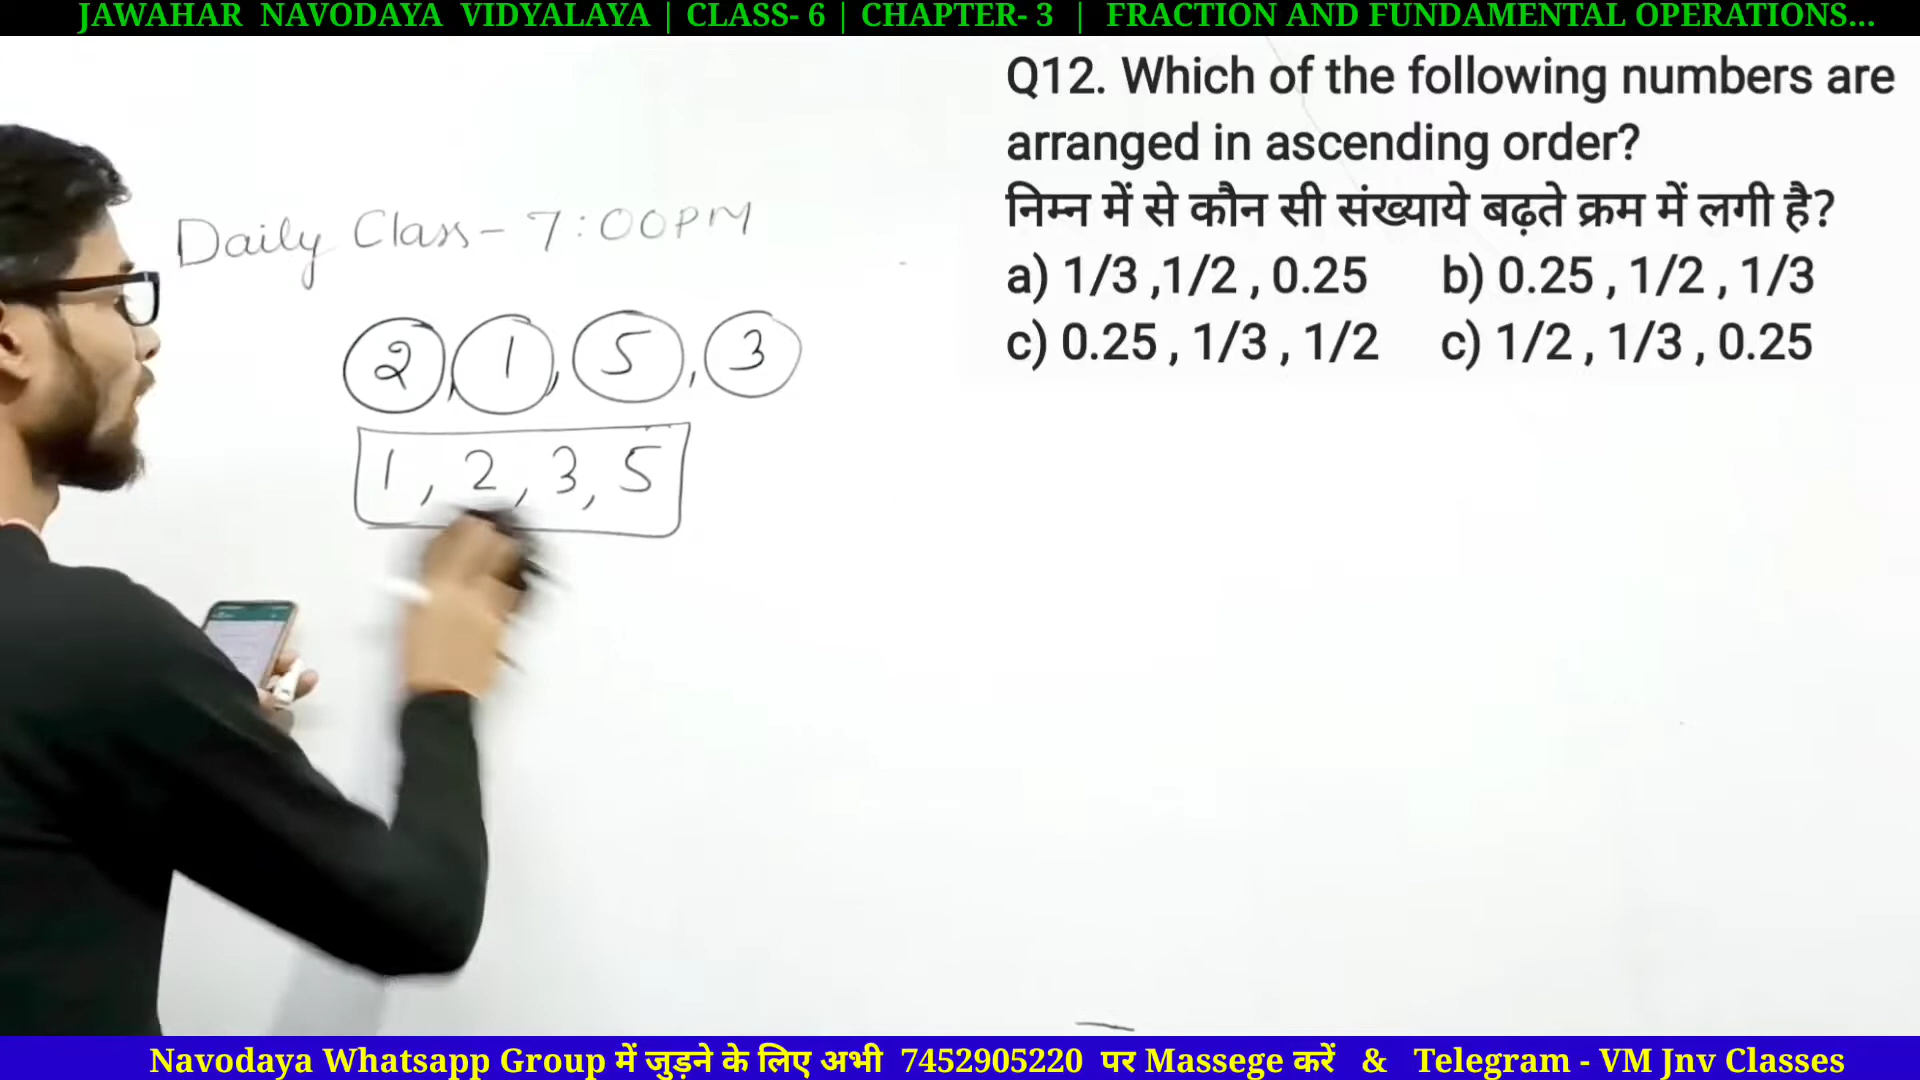 JAWAHAR NAVODAYA VIDYALAYA | CLASS- 6 | CHAPTER- 3 | FRACTION AND FUNDAMENTAL OPERATIONS...
Q12. Which of the following numbers are
arranged in ascending order?
निम्न में से कौन सी संख्याये बढ़ते क्रम में लगी है?
a) 1/3 ,1/2 , 0.25 b) 0.25 , 1/2 , 1/3
c) 0.25 , 1/3 , 1/2 c) 1/2 , 1/3 , 0.25
Daily Class - 7:00PM
2, 1, 5, 3
1, 2, 3, 5
Navodaya Whatsapp Group में जुड़ने के लिए अभी 7452905220 पर Massege करें & Telegram - VM Jnv Classes